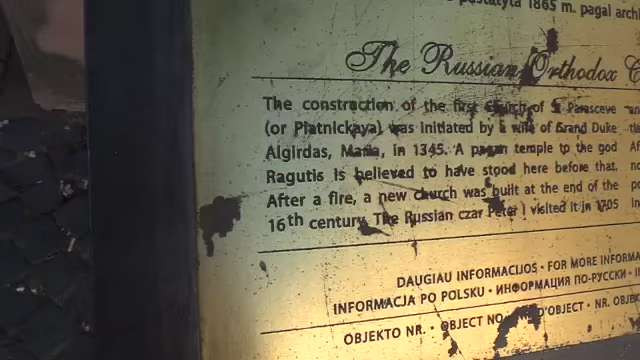 pastatyta 1865 m. pagal archi
The Russian Orthodox C
The construction of the first Church of St Parasceve
(or Piatnickaya) was initiated by a wife of Grand Duke
Algirdas, Maria, in 1345. A pagan temple to the god
Ragutis is believed to have stood here before that.
After a fire, a new church was built at the end of the
16th century. The Russian czar Peter I visited it in 1705
DAUGIAU INFORMACIJOS • FOR MORE INFORMA
INFORMACJA PO POLSKU • ИНФОРМАЦИЯ ПО-РУССКИ •
OBJEKTO NR. • OBJECT NO. D'OBJECT • NR. OBJE